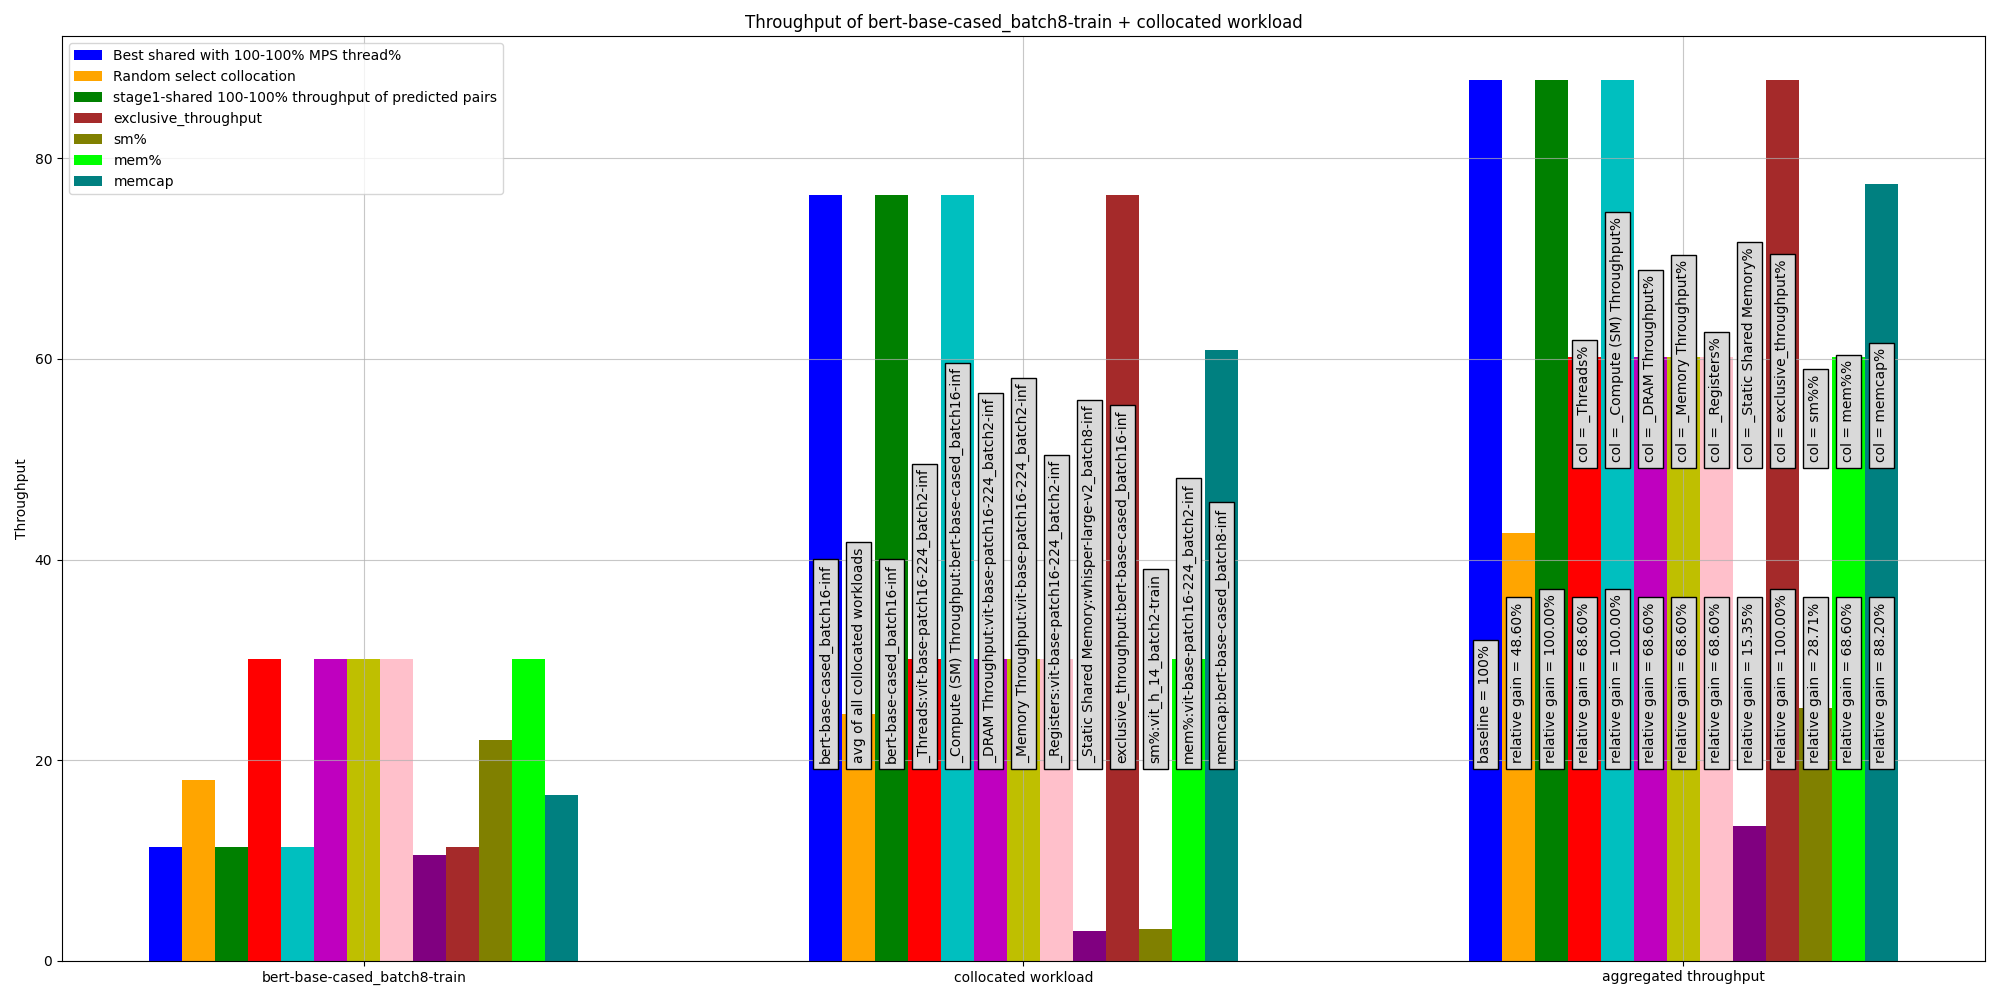 Throughput of bert-base-cased_batch8-train + collocated workload
Best shared with 100-100% MPS thread%
Random select collocation
stage1-shared 100-100% throughput of predicted pairs
exclusive_throughput
sm%
mem%
memcap
Throughput
80
60
40
20
0
bert-base-cased_batch16-inf
avg of all collocated workloads
bert-base-cased_batch16-inf
_Threads:vit-base-patch16-224_batch2-inf
_Compute (SM) Throughput:bert-base-cased_batch16-inf
_DRAM Throughput:vit-base-patch16-224_batch2-inf
_Memory Throughput:vit-base-patch16-224_batch2-inf
_Registers:vit-base-patch16-224_batch2-inf
_Static Shared Memory:whisper-large-v2_batch8-inf
exclusive_throughput:bert-base-cased_batch16-inf
sm%:vit_h_14_batch2-train
mem%:vit-base-patch16-224_batch2-inf
memcap:bert-base-cased_batch8-inf
col = _Threads%
col = _Compute (SM) Throughput%
col = _DRAM Throughput%
col = _Memory Throughput%
col = _Registers%
col = _Static Shared Memory%
col = exclusive_throughput%
col = sm%%
col = mem%%
col = memcap%
baseline = 100%
relative gain = 48.60%
relative gain = 100.00%
relative gain = 68.60%
relative gain = 100.00%
relative gain = 68.60%
relative gain = 68.60%
relative gain = 68.60%
relative gain = 15.35%
relative gain = 100.00%
relative gain = 28.71%
relative gain = 68.60%
relative gain = 88.20%
bert-base-cased_batch8-train
collocated workload
aggregated throughput